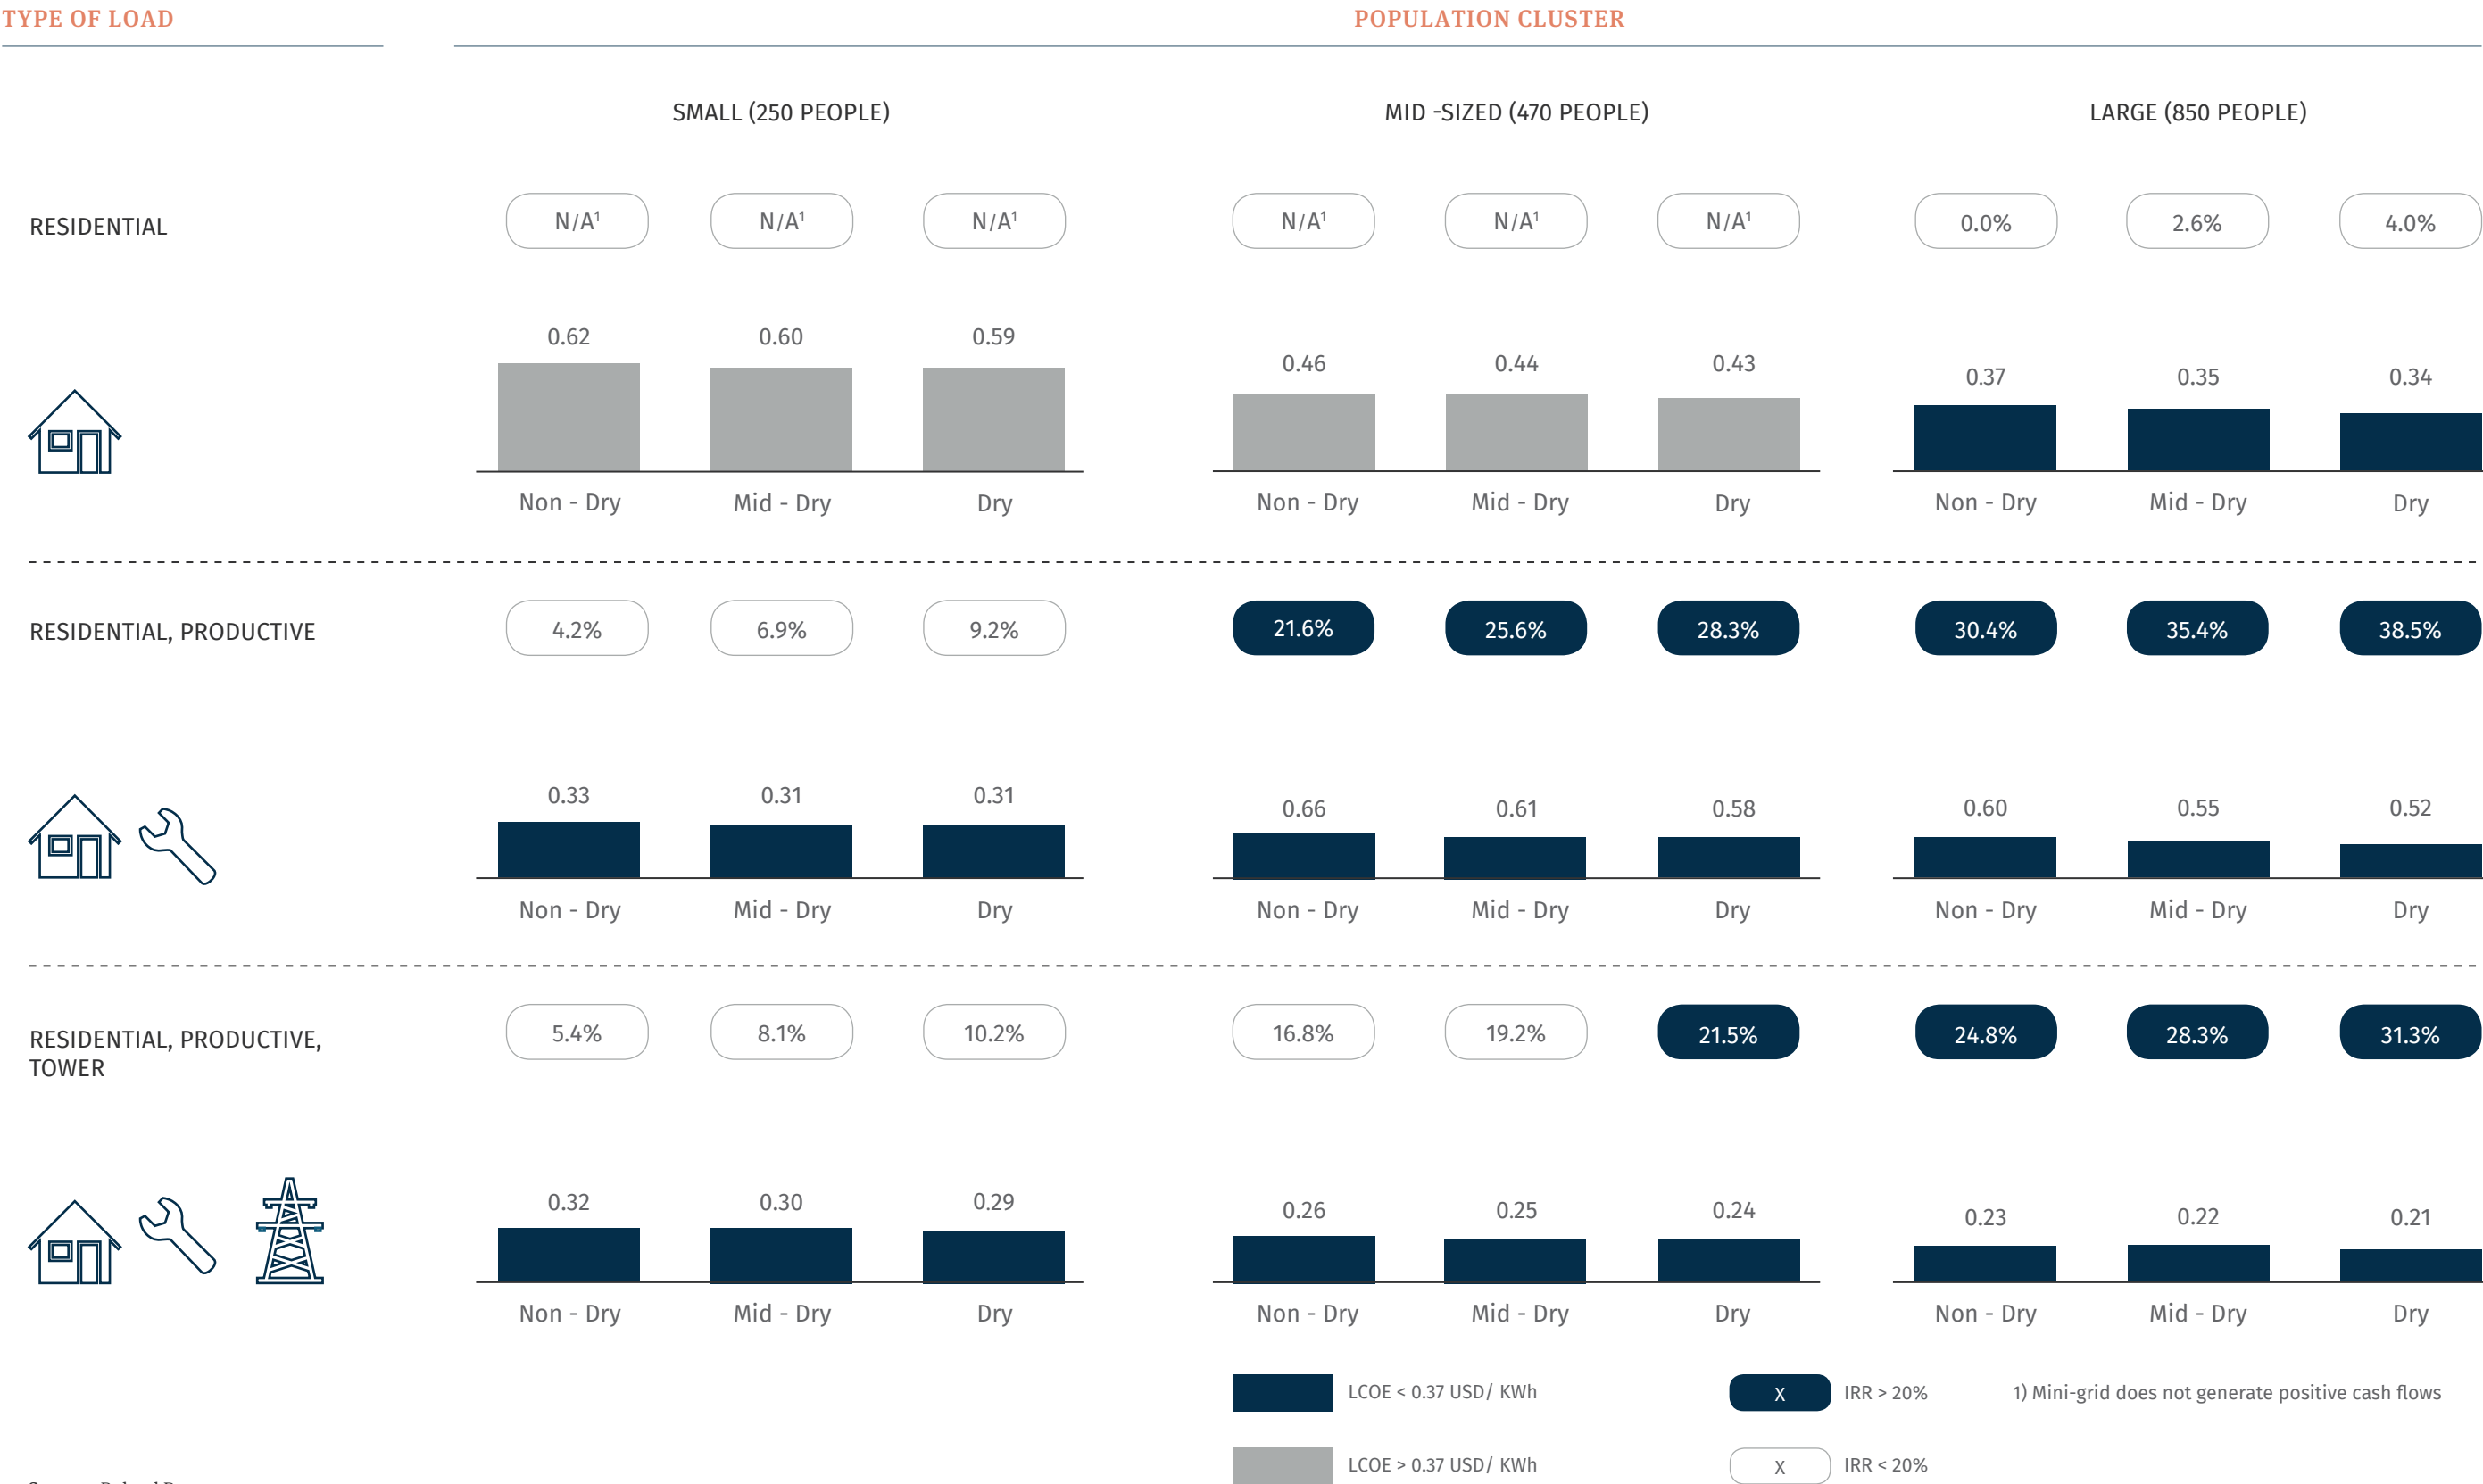 TYPE OF LOAD
POPULATION CLUSTER
SMALL (250 PEOPLE)
MID -SIZED (470 PEOPLE)
LARGE (850 PEOPLE)
RESIDENTIAL
N/A¹ N/A¹ N/A¹ N/A¹ N/A¹ N/A¹ 0.0% 2.6% 4.0%
0.62 0.60 0.59 0.46 0.44 0.43 0.37 0.35 0.34
Non - Dry Mid - Dry Dry Non - Dry Mid - Dry Dry Non - Dry Mid - Dry Dry
RESIDENTIAL, PRODUCTIVE
4.2% 6.9% 9.2% 21.6% 25.6% 28.3% 30.4% 35.4% 38.5%
0.33 0.31 0.31 0.66 0.61 0.58 0.60 0.55 0.52
Non - Dry Mid - Dry Dry Non - Dry Mid - Dry Dry Non - Dry Mid - Dry Dry
RESIDENTIAL, PRODUCTIVE,
TOWER
5.4% 8.1% 10.2% 16.8% 19.2% 21.5% 24.8% 28.3% 31.3%
0.32 0.30 0.29 0.26 0.25 0.24 0.23 0.22 0.21
Non - Dry Mid - Dry Dry Non - Dry Mid - Dry Dry Non - Dry Mid - Dry Dry
LCOE < 0.37 USD/ KWh
X IRR > 20%
1) Mini-grid does not generate positive cash flows
LCOE > 0.37 USD/ KWh
X IRR < 20%